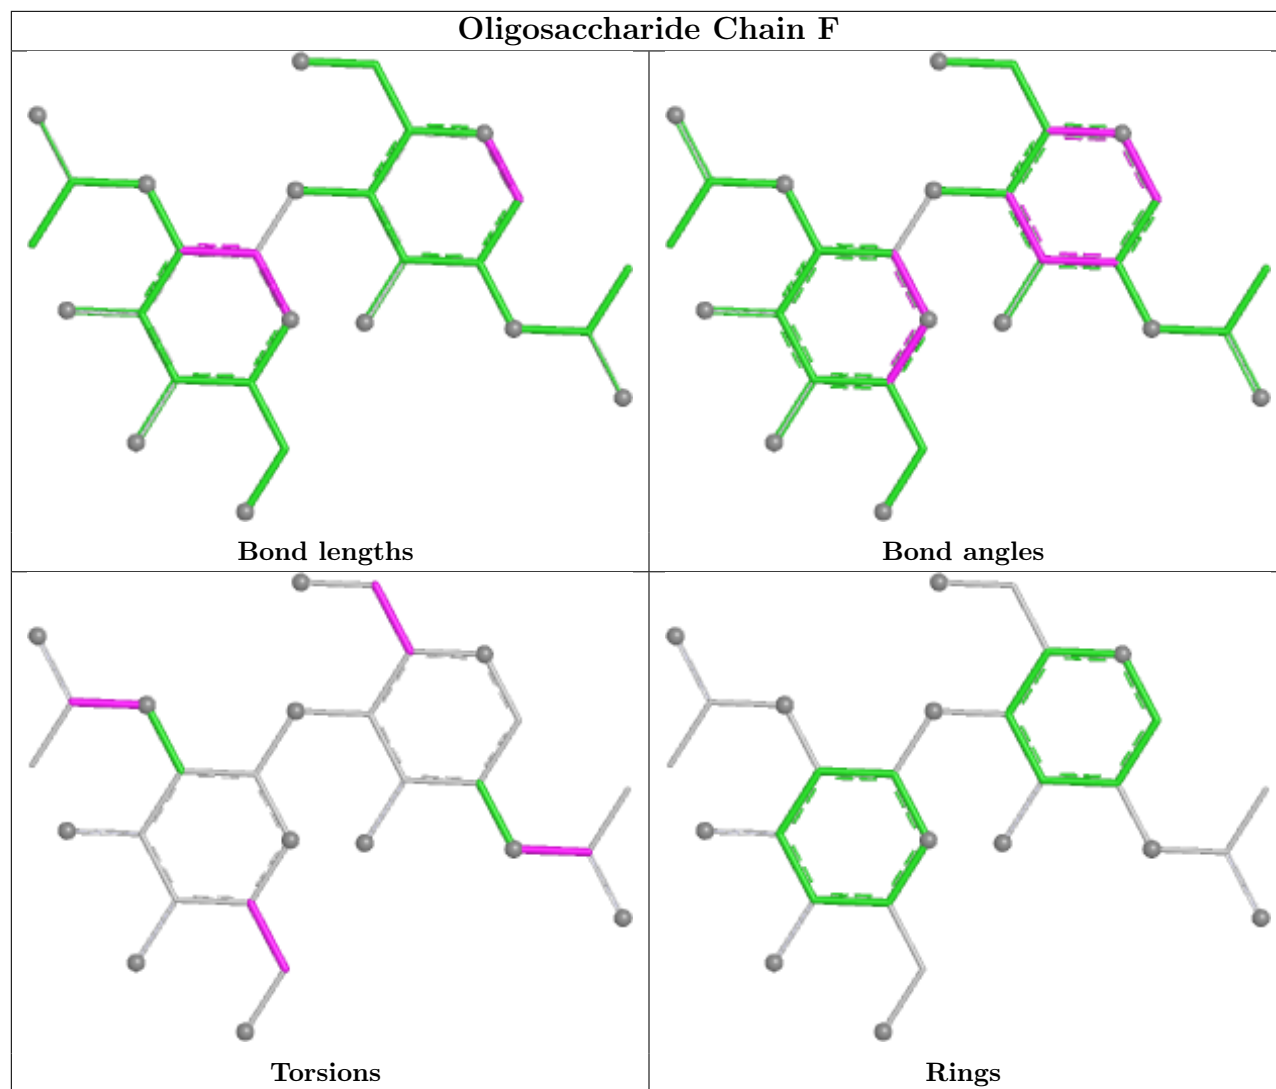 Oligosaccharide Chain F
Bond lengths
Bond angles
Torsions
Rings